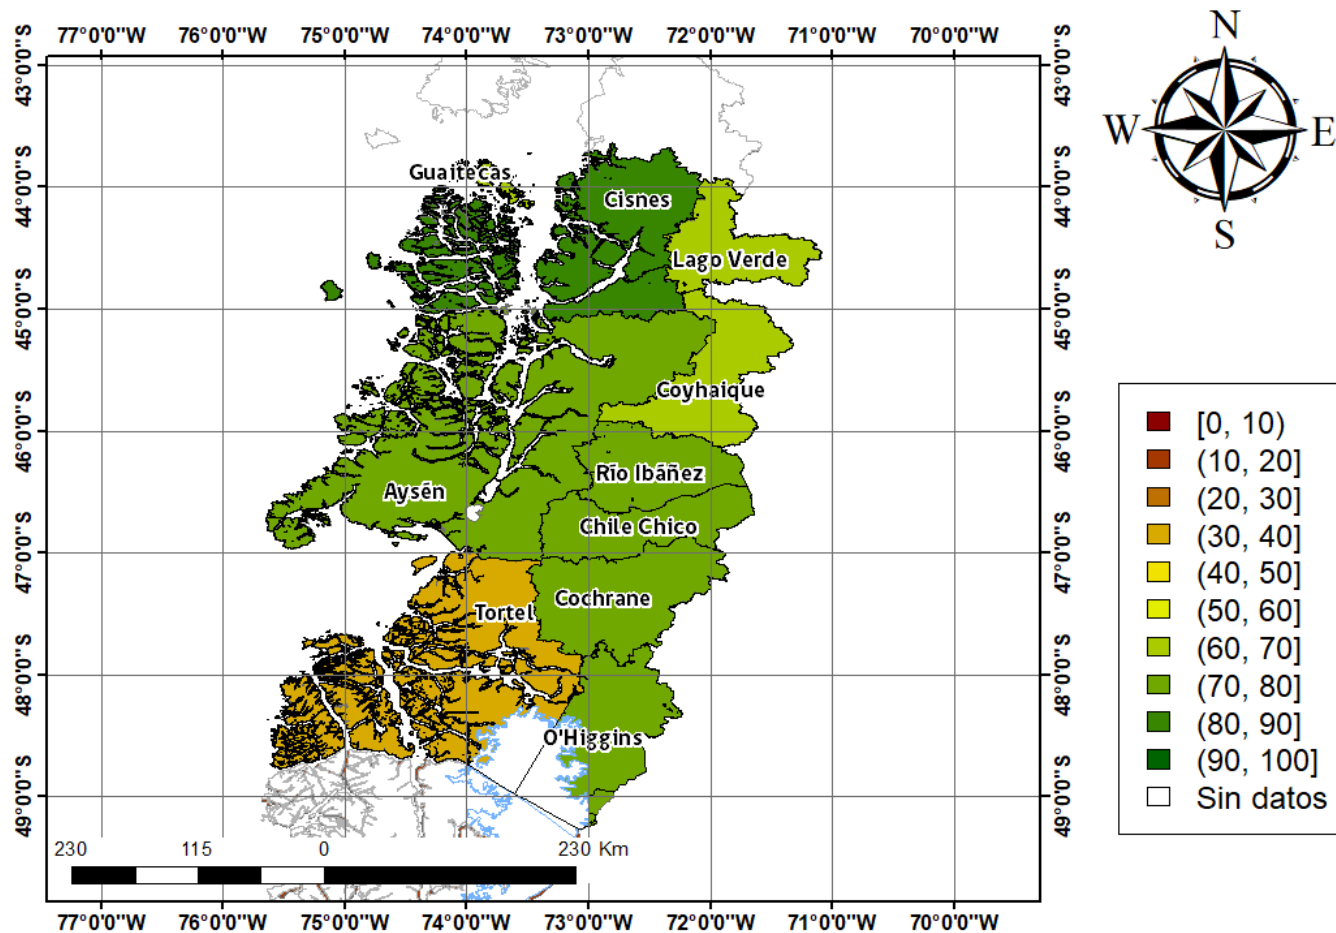 77°0'0"W 76°0'0"W 75°0'0"W 74°0'0"W 73°0'0"W 72°0'0"W 71°0'0"W 70°0'0"W
43°0'0"S 43°0'0"S
44°0'0"S 44°0'0"S
45°0'0"S 45°0'0"S
46°0'0"S 46°0'0"S
47°0'0"S 47°0'0"S
48°0'0"S 48°0'0"S
49°0'0"S 49°0'0"S
Guaitecas
Cisnes
Lago Verde
Coyhaique
Río Ibáñez
Aysén
Chile Chico
Cochrane
Tortel
O'Higgins
230 115 0 230 Km
77°0'0"W 76°0'0"W 75°0'0"W 74°0'0"W 73°0'0"W 72°0'0"W 71°0'0"W 70°0'0"W
N
W E
S
[0, 10)
(10, 20]
(20, 30]
(30, 40]
(40, 50]
(50, 60]
(60, 70]
(70, 80]
(80, 90]
(90, 100]
Sin datos